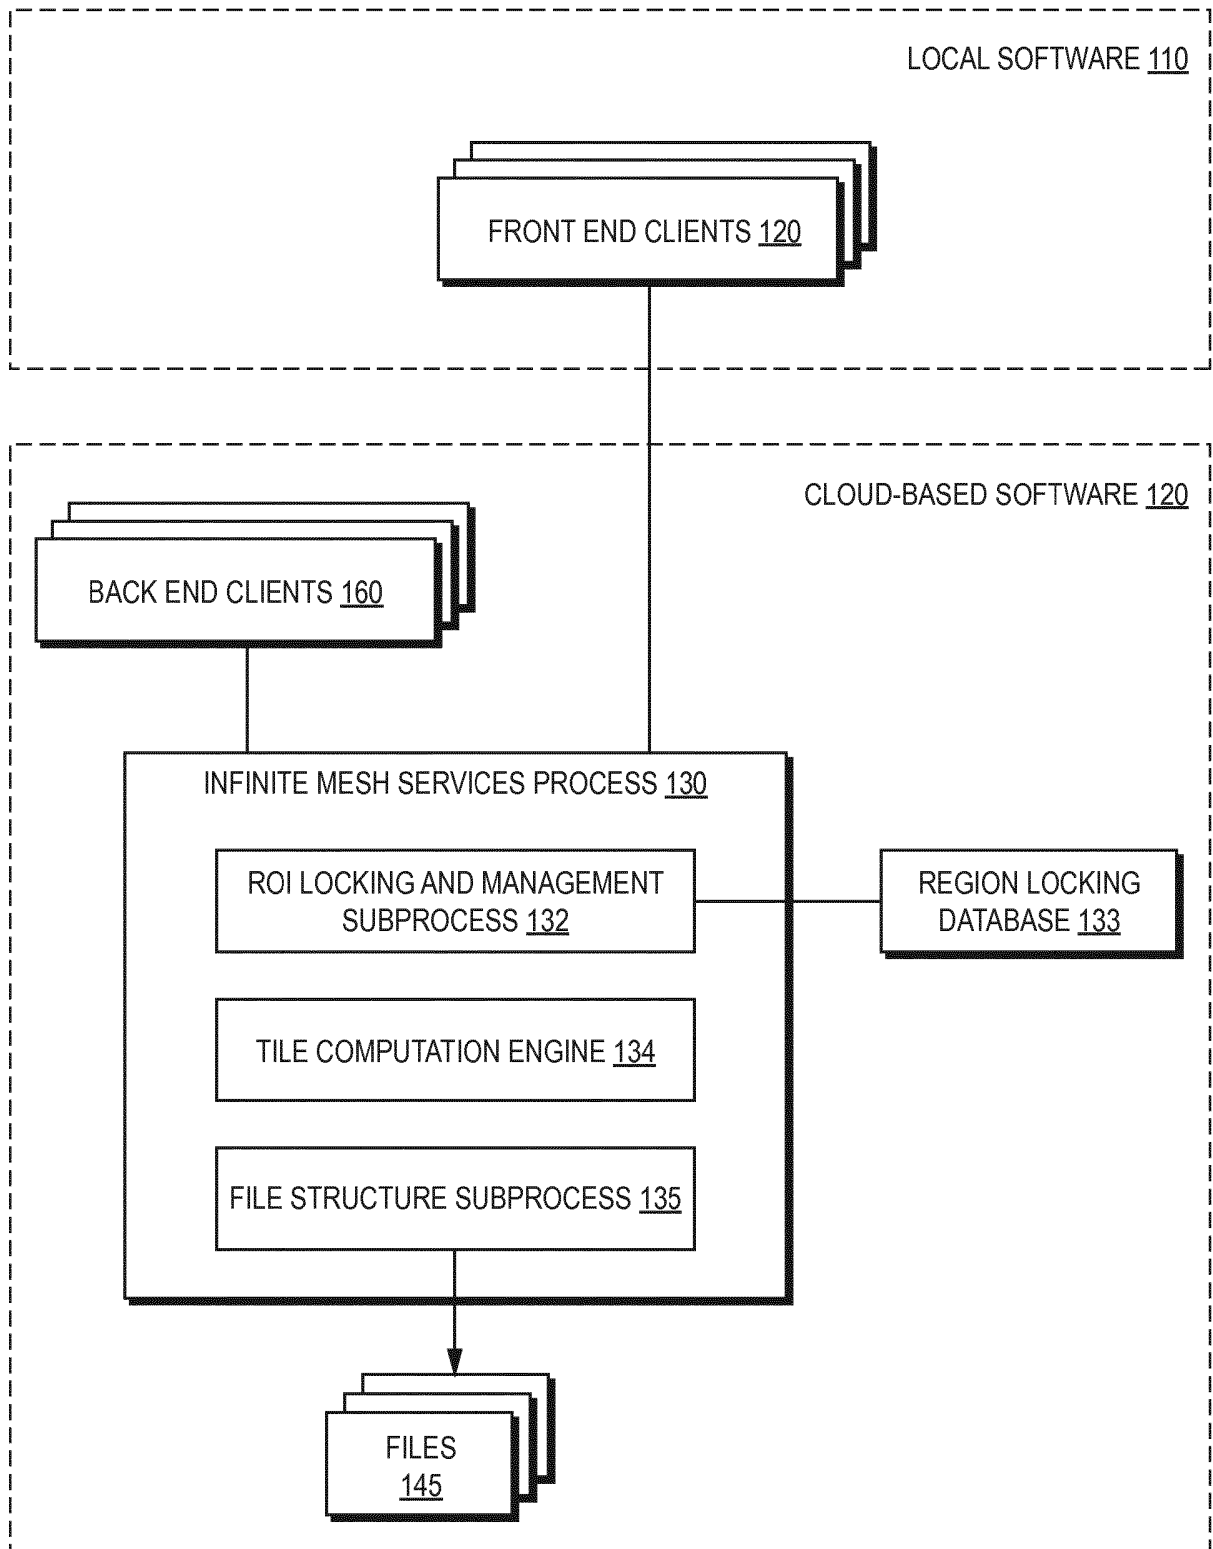 LOCAL SOFTWARE 110
FRONT END CLIENTS 120
CLOUD-BASED SOFTWARE 120
BACK END CLIENTS 160
INFINITE MESH SERVICES PROCESS 130
ROI LOCKING AND MANAGEMENT
SUBPROCESS 132
REGION LOCKING
DATABASE 133
TILE COMPUTATION ENGINE 134
FILE STRUCTURE SUBPROCESS 135
FILES
145